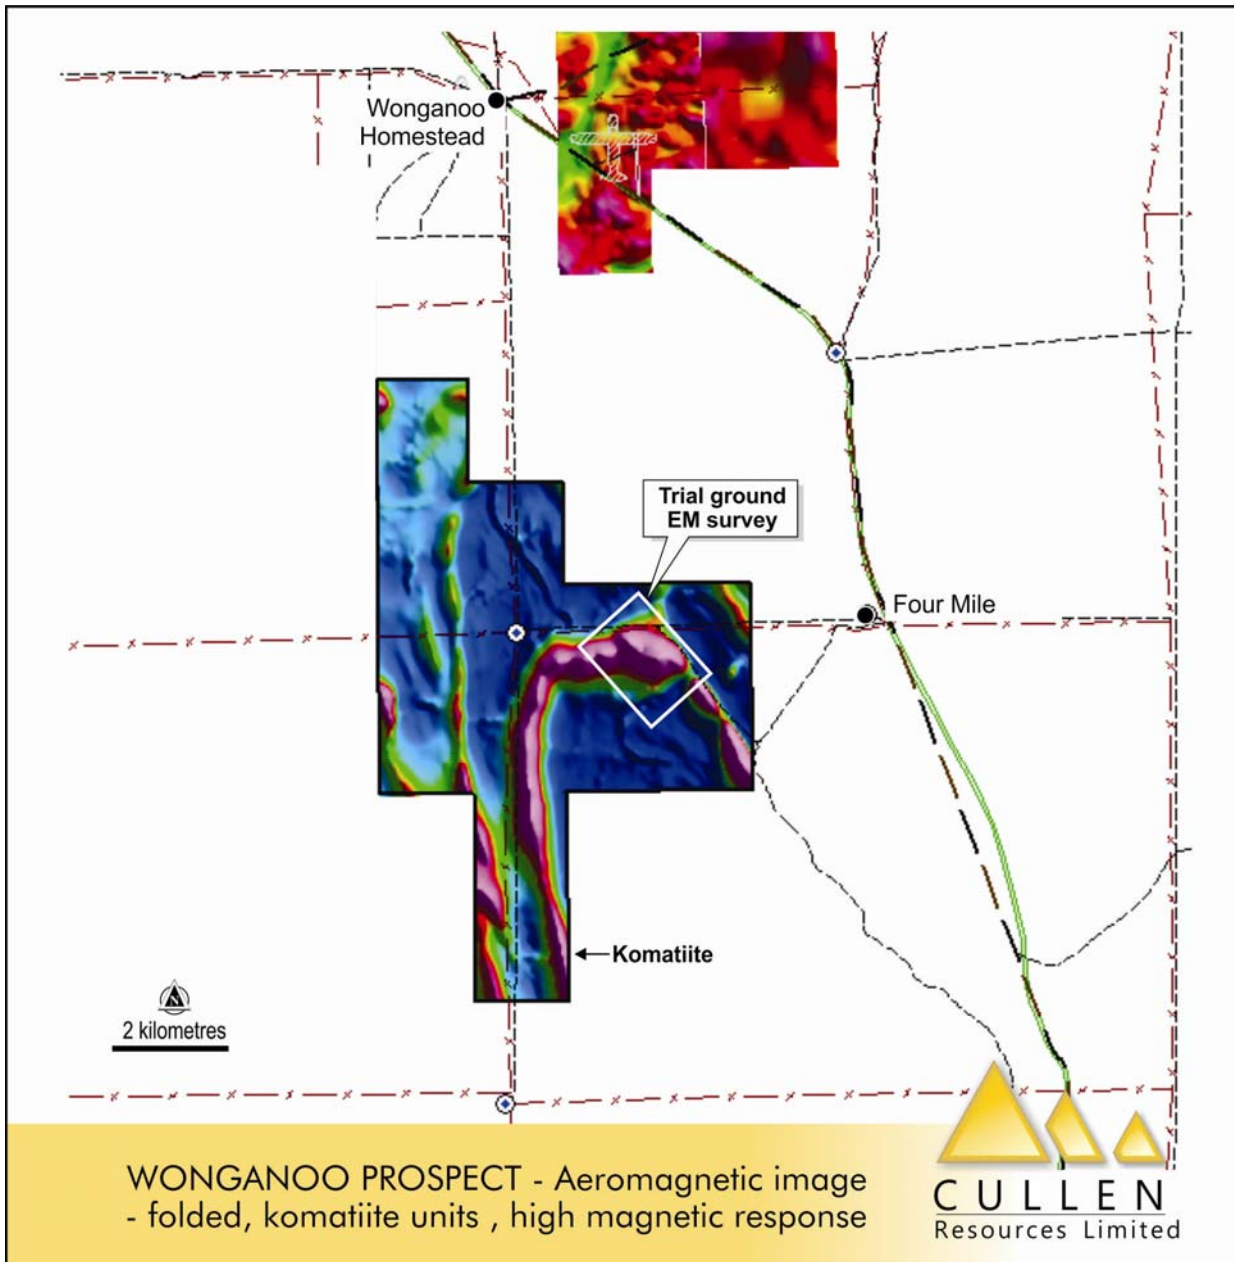 Wonganoo
Homestead
Trial ground
EM survey
Four Mile
Komatiite
N
2 kilometres
WONGANOO PROSPECT - Aeromagnetic image
- folded, komatiite units , high magnetic response
CULLEN
Resources Limited